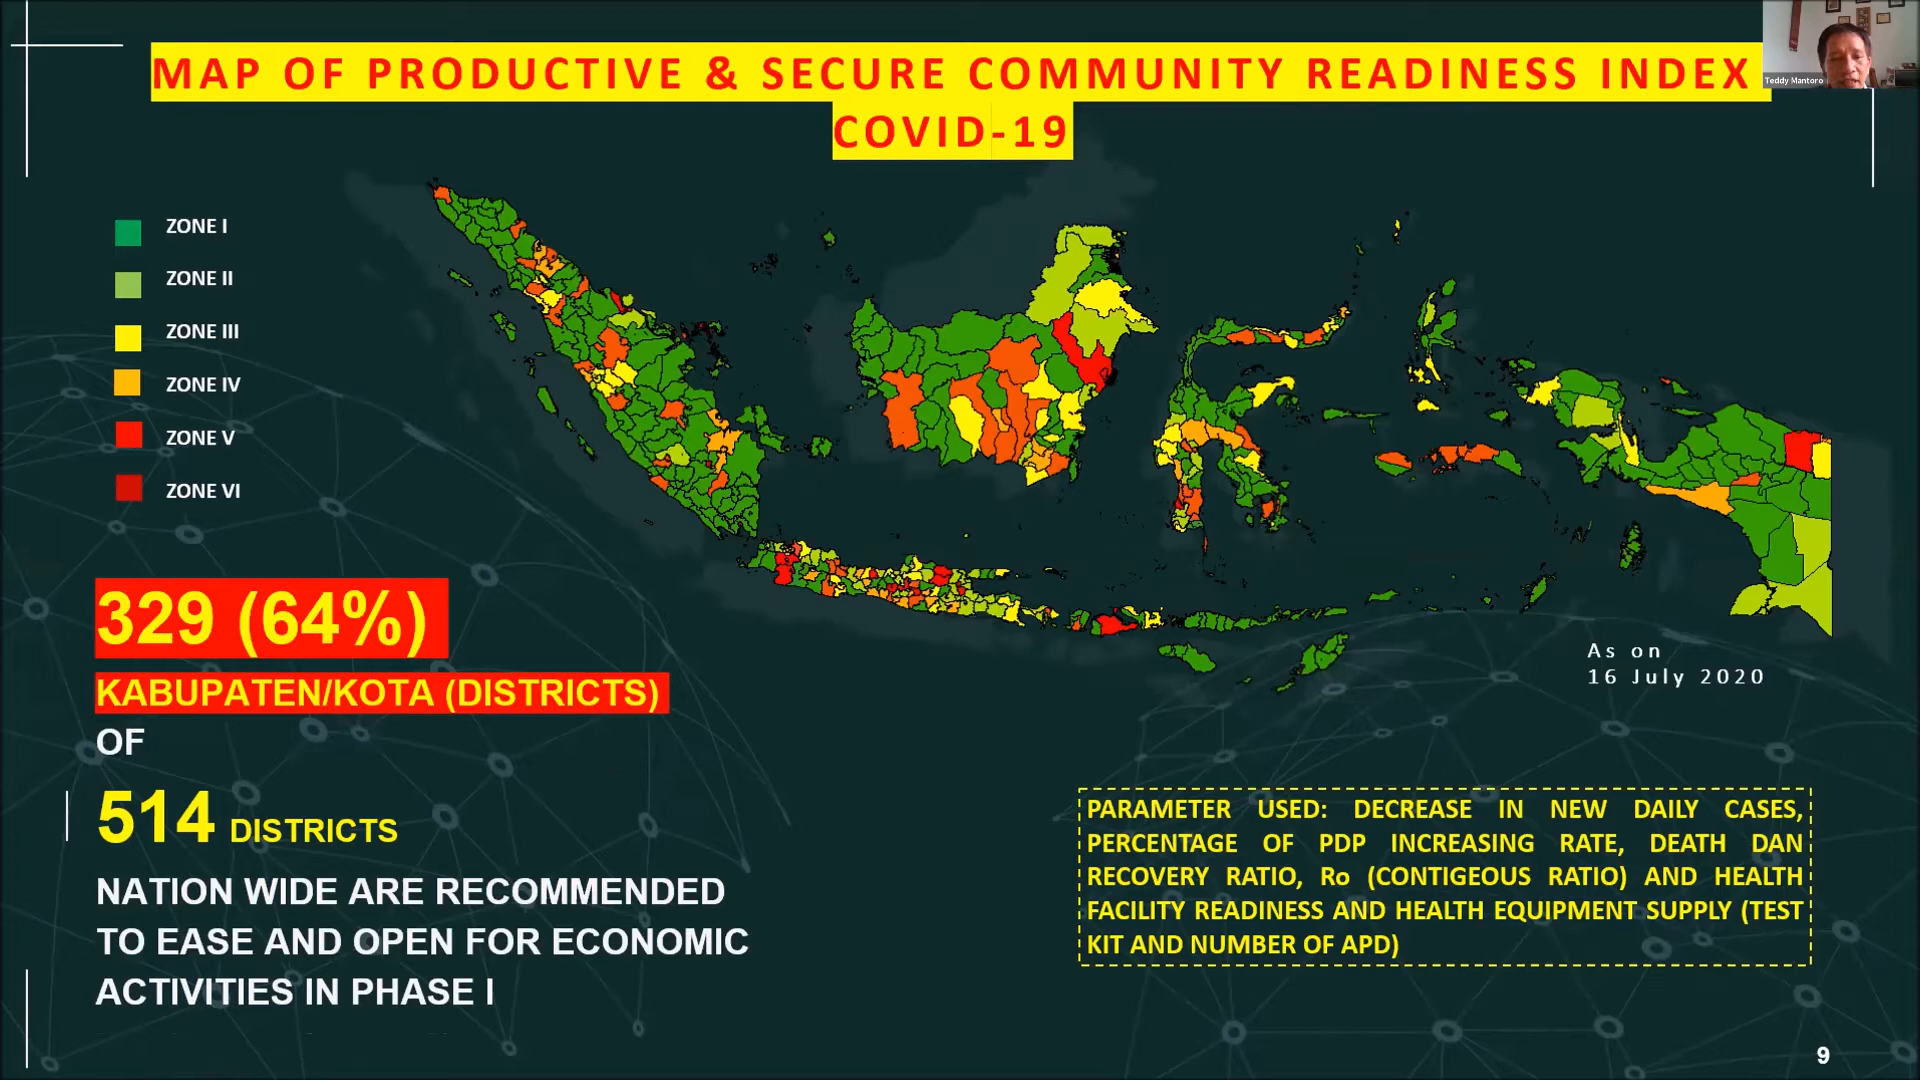 MAP OF PRODUCTIVE & SECURE COMMUNITY READINESS INDEX
COVID-19
Teddy Mantoro
ZONE I
ZONE II
ZONE III
ZONE IV
ZONE V
ZONE VI
329 (64%)
KABUPATEN/KOTA (DISTRICTS)
OF
514 DISTRICTS
NATION WIDE ARE RECOMMENDED
TO EASE AND OPEN FOR ECONOMIC
ACTIVITIES IN PHASE I
As on
16 July 2020
PARAMETER USED: DECREASE IN NEW DAILY CASES,
PERCENTAGE OF PDP INCREASING RATE, DEATH DAN
RECOVERY RATIO, Ro (CONTIGEOUS RATIO) AND HEALTH
FACILITY READINESS AND HEALTH EQUIPMENT SUPPLY (TEST
KIT AND NUMBER OF APD)
9